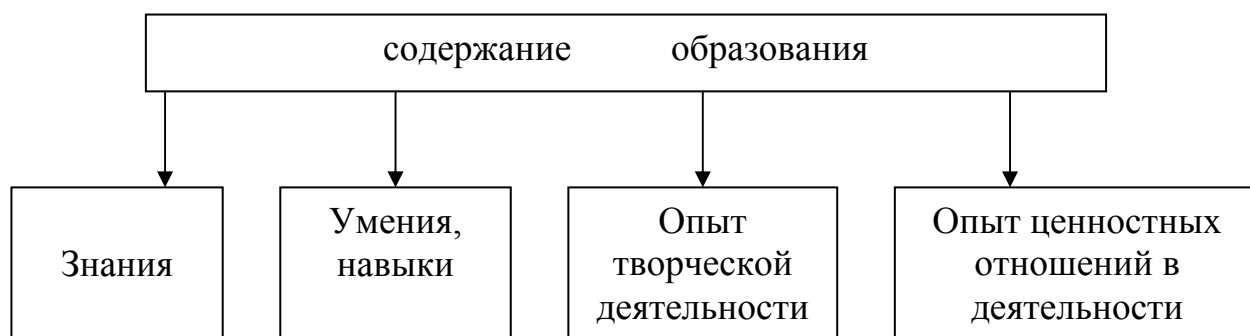 содержание образования
Знания
Умения,
навыки
Опыт
творческой
деятельности
Опыт ценностных
отношений в
деятельности